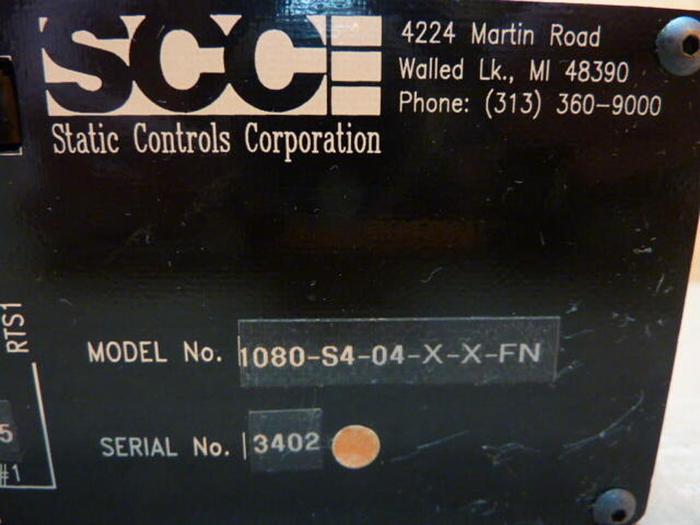 SCC
Static Controls Corporation
4224 Martin Road
Walled Lk., MI 48390
Phone: (313) 360-9000
RTS1
MODEL No. 1080-S4-04-X-X-FN
5
SERIAL No. 3402
#1